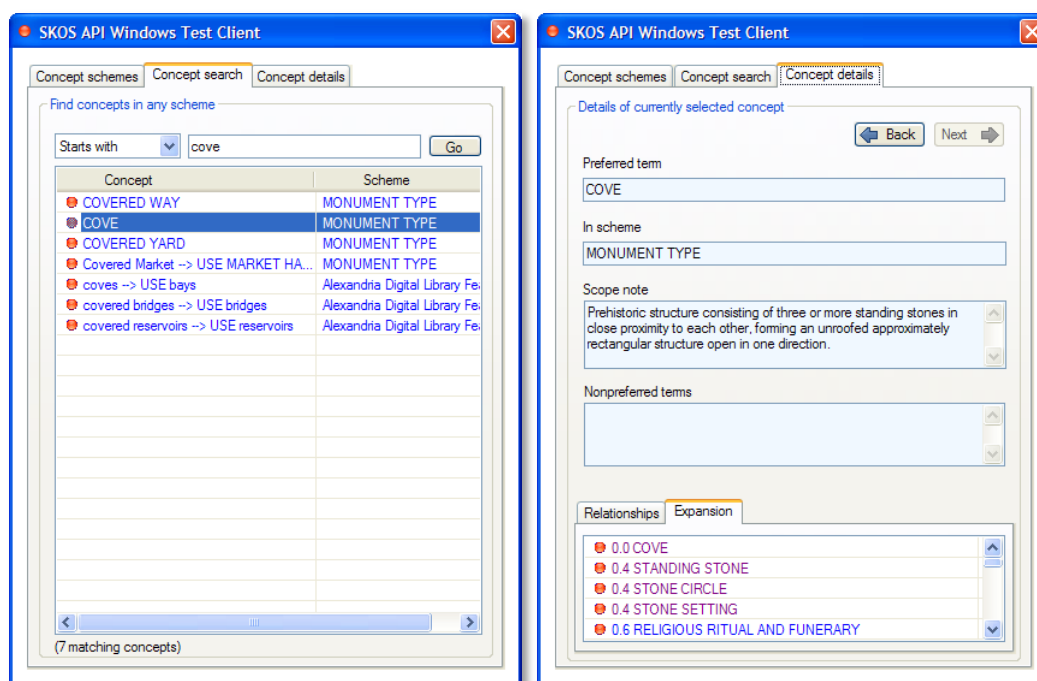 SKOS API Windows Test Client
Concept schemes Concept search Concept details
Find concepts in any scheme
Starts with cove Go
Concept Scheme
COVERED WAY MONUMENT TYPE
COVE MONUMENT TYPE
COVERED YARD MONUMENT TYPE
Covered Market --> USE MARKET HA... MONUMENT TYPE
coves --> USE bays Alexandria Digital Library Fe
covered bridges --> USE bridges Alexandria Digital Library Fe
covered reservoirs --> USE reservoirs Alexandria Digital Library Fe
(7 matching concepts)
SKOS API Windows Test Client
Concept schemes Concept search Concept details
Details of currently selected concept
Back Next
Preferred term
COVE
In scheme
MONUMENT TYPE
Scope note
Prehistoric structure consisting of three or more standing stones in
close proximity to each other, forming an unroofed approximately
rectangular structure open in one direction.
Nonpreferred terms
Relationships Expansion
0.0 COVE
0.4 STANDING STONE
0.4 STONE CIRCLE
0.4 STONE SETTING
0.6 RELIGIOUS RITUAL AND FUNERARY